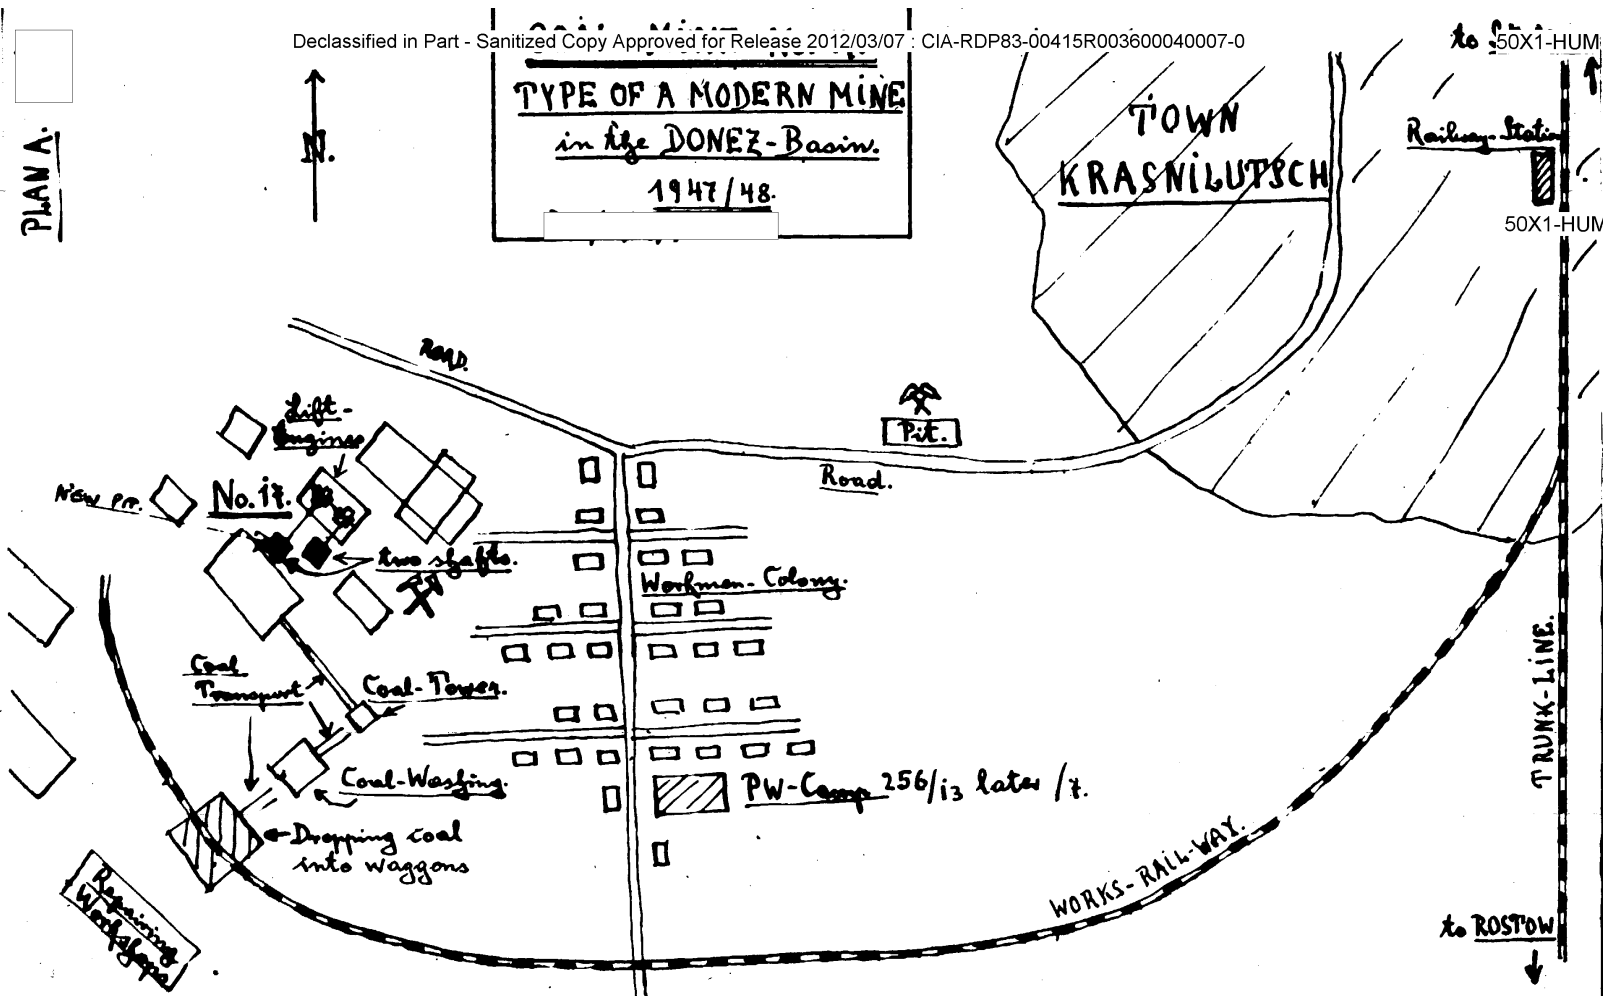 Declassified in Part - Sanitized Copy Approved for Release 2012/03/07 : CIA-RDP83-00415R003600040007-0
50X1-HUM
to
PLAN A.
N.
TYPE OF A MODERN MINE
in the DONEZ-Basin.
1947/48.
TOWN
KRASNiLUTSCH
Railway-Station
50X1-HUM
ROAD.
Pit.
Road.
Lift-
Engines
NEW PIT.
No. 17.
two shafts.
Workmen-Colony.
Coal
Transport
Coal-Tower.
Coal-Washing.
PW-Camp 256/13 later /7.
Dropping coal
into waggons
Repairing
Workshops
WORKS-RAIL-WAY.
TRUNK-LINE.
to ROSTOW